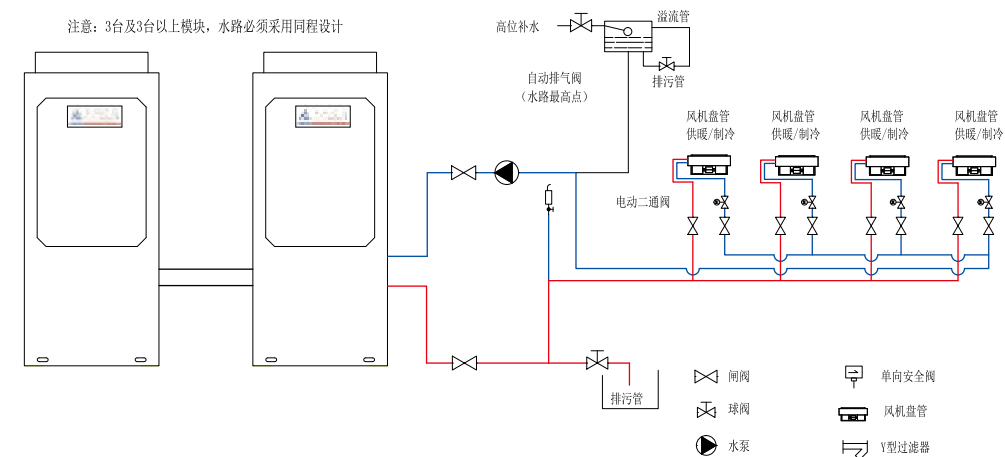 注意：3台及3台以上模块，水路必须采用同程设计
高位补水
溢流管
排污管
自动排气阀
（水路最高点）
风机盘管
供暖/制冷
风机盘管
供暖/制冷
风机盘管
供暖/制冷
风机盘管
供暖/制冷
电动二通阀
排污管
闸阀
单向安全阀
球阀
风机盘管
水泵
Y型过滤器